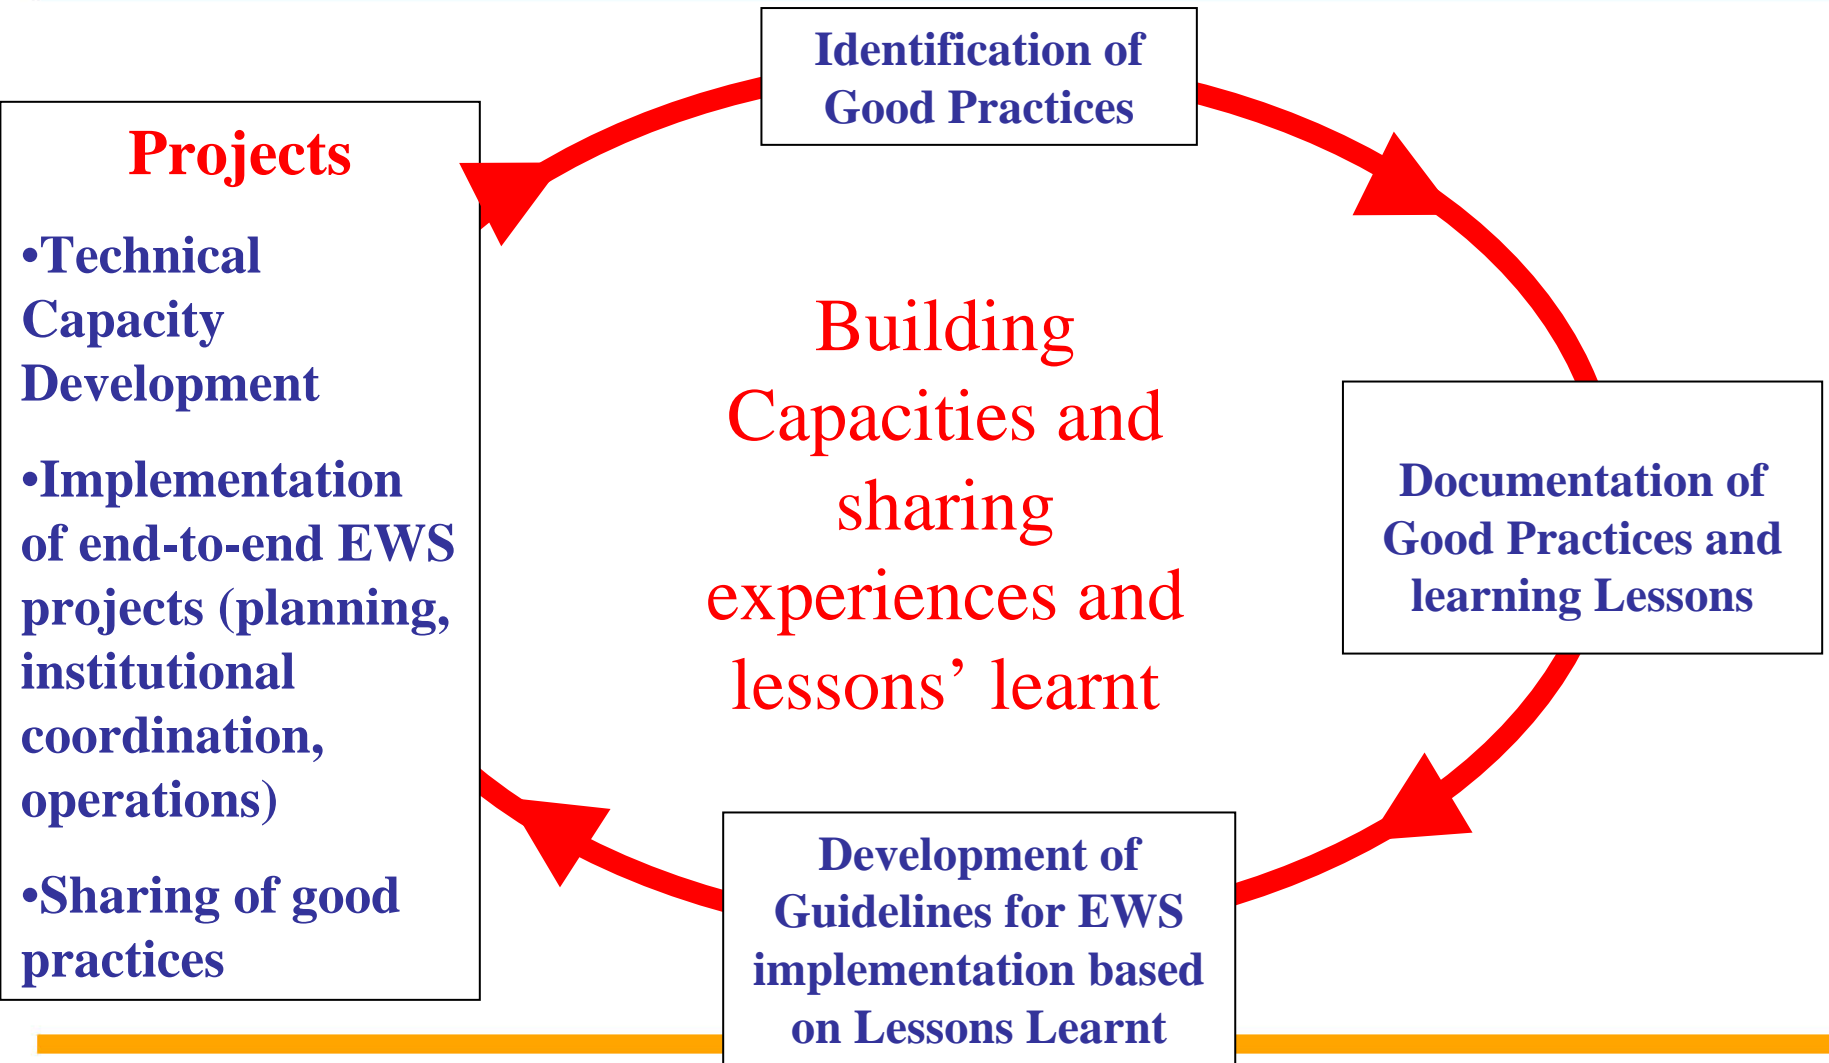 Identification of
Good Practices
Projects
•Technical
Capacity
Development
•Implementation
of end-to-end EWS
projects (planning,
institutional
coordination,
operations)
•Sharing of good
practices
Building
Capacities and
sharing
experiences and
lessons’ learnt
Documentation of
Good Practices and
learning Lessons
Development of
Guidelines for EWS
implementation based
on Lessons Learnt